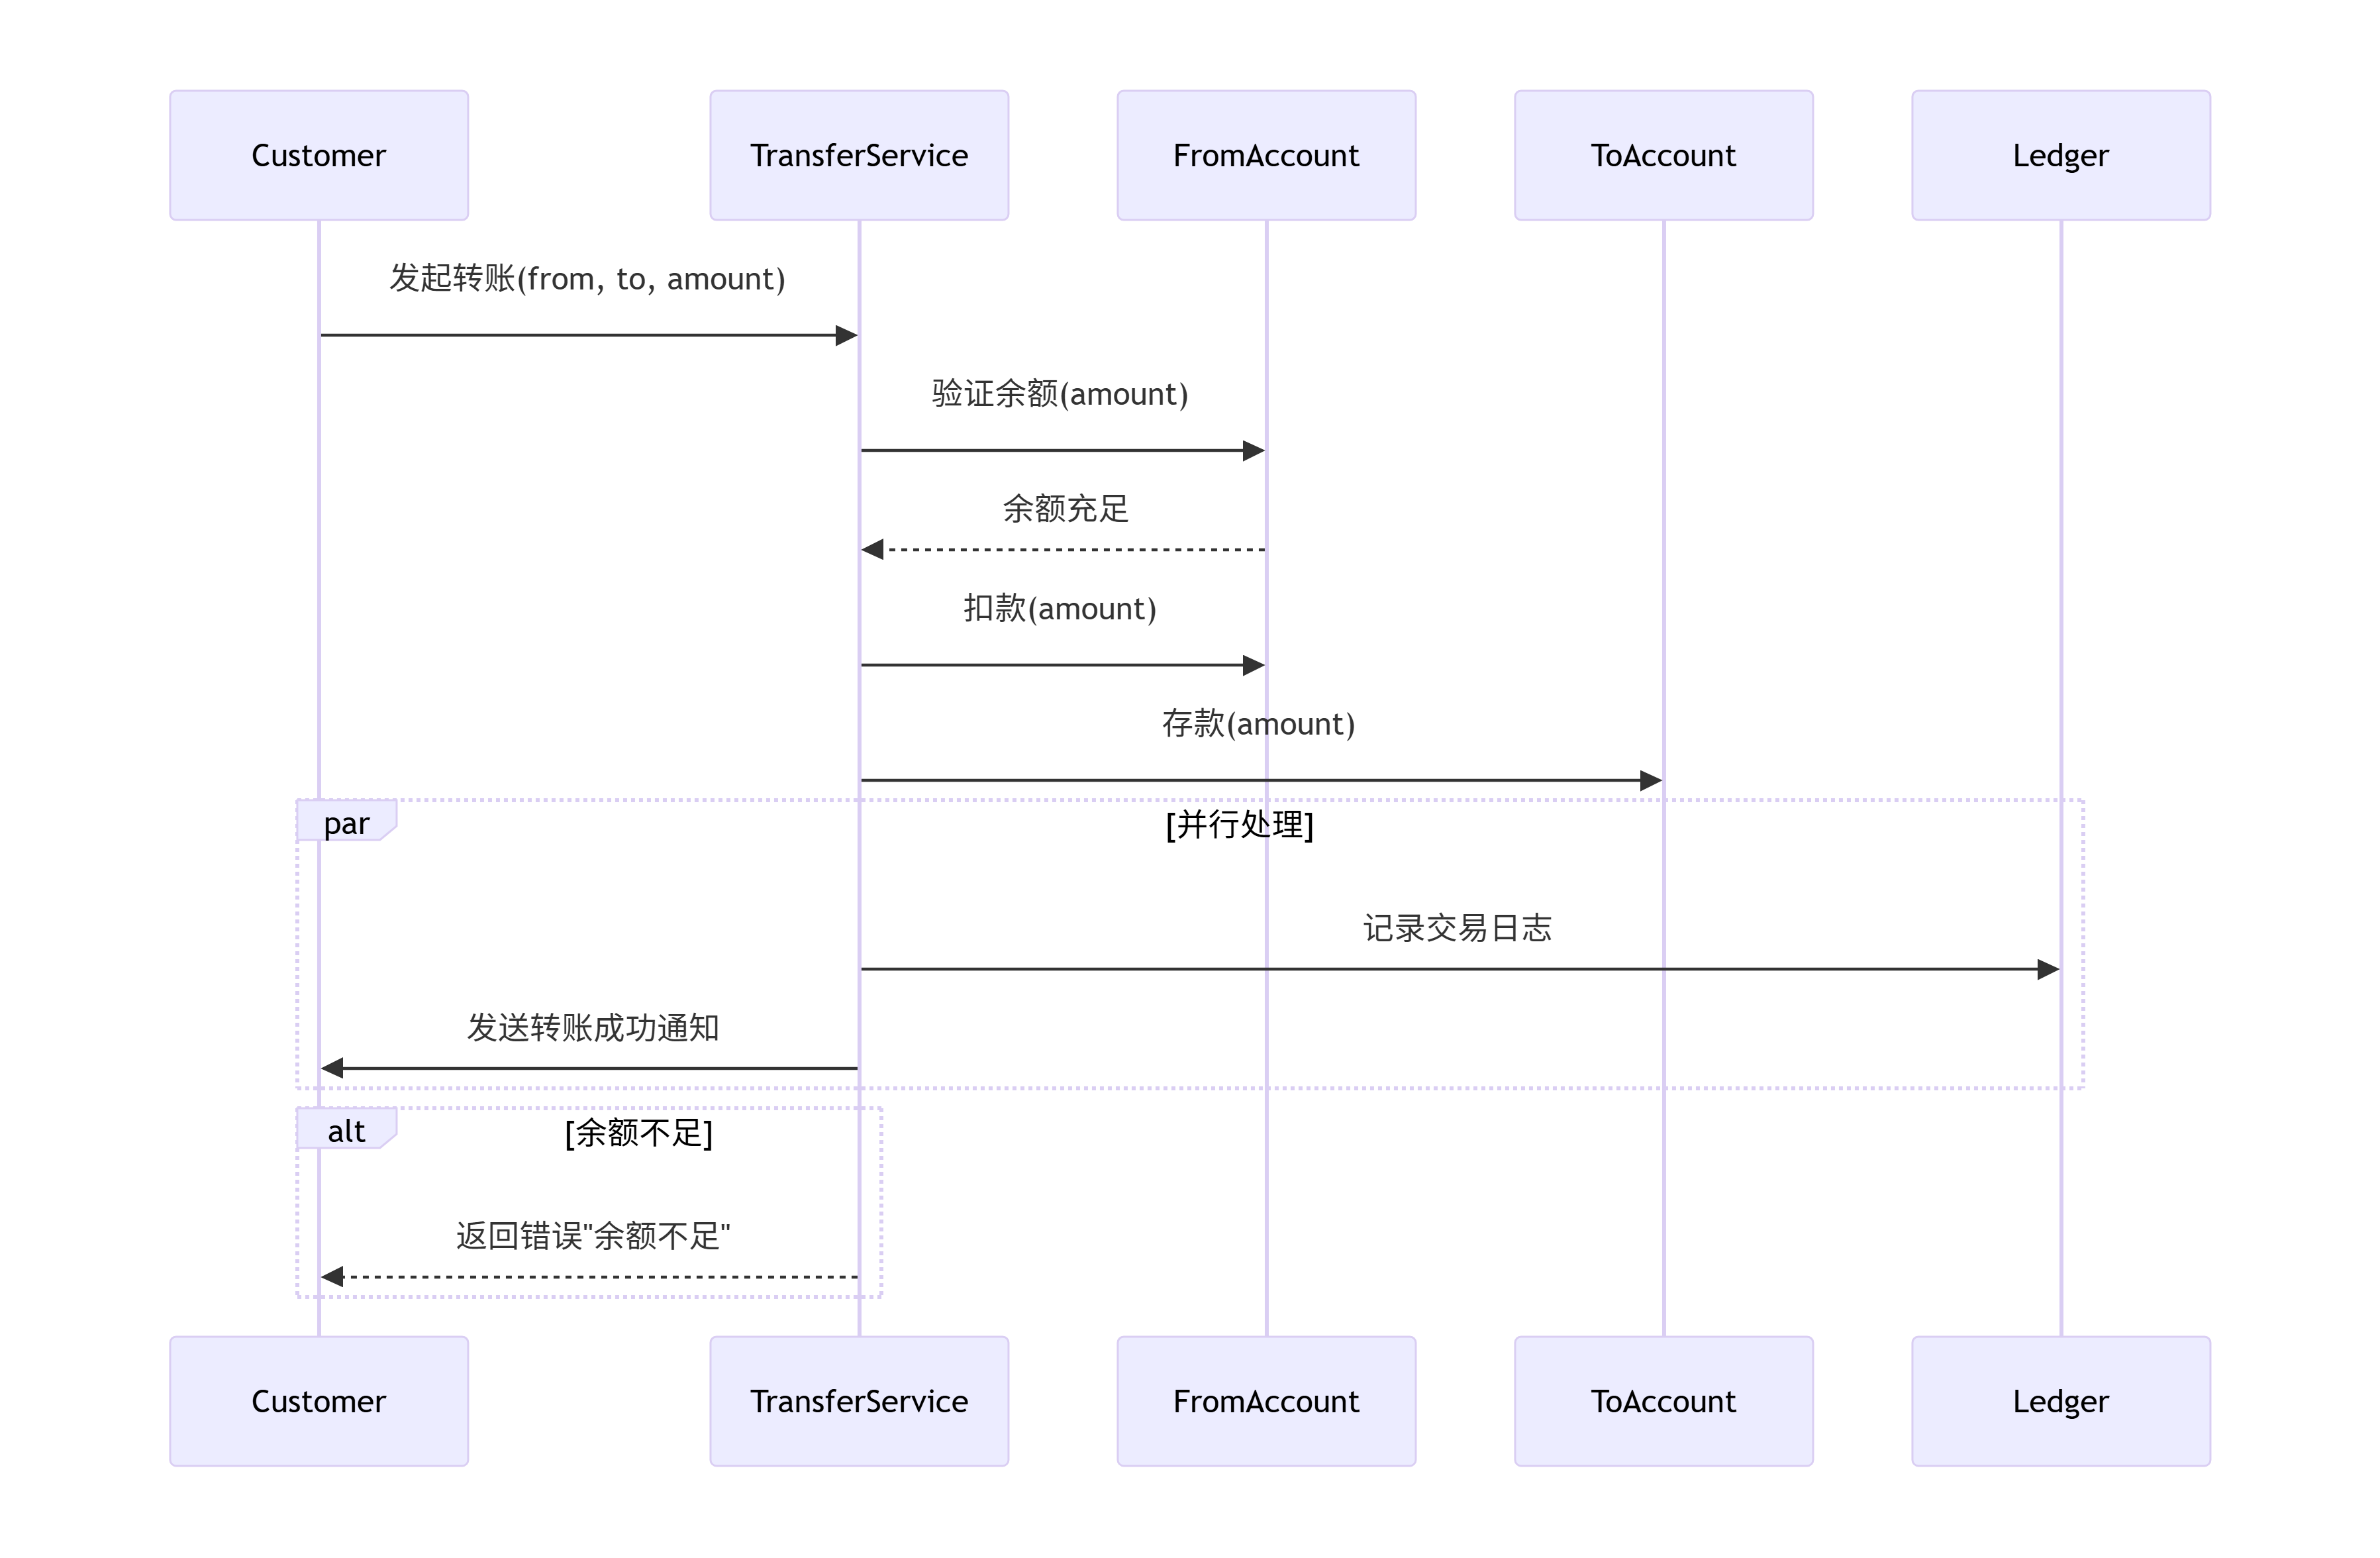 Customer
TransferService
FromAccount
ToAccount
Ledger
发起转账(from, to, amount)
验证余额(amount)
余额充足
扣款(amount)
存款(amount)
par
[并行处理]
记录交易日志
发送转账成功通知
alt
[余额不足]
返回错误"余额不足"
Customer
TransferService
FromAccount
ToAccount
Ledger